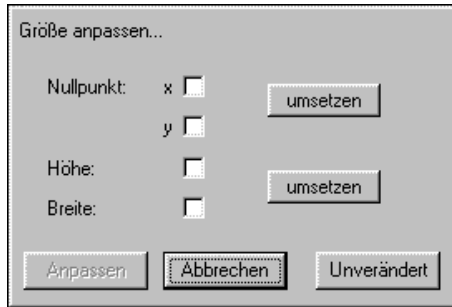 Größe anpassen...
Nullpunkt: x umsetzen
y
Höhe:
umsetzen
Breite:
Anpassen Abbrechen Unverändert